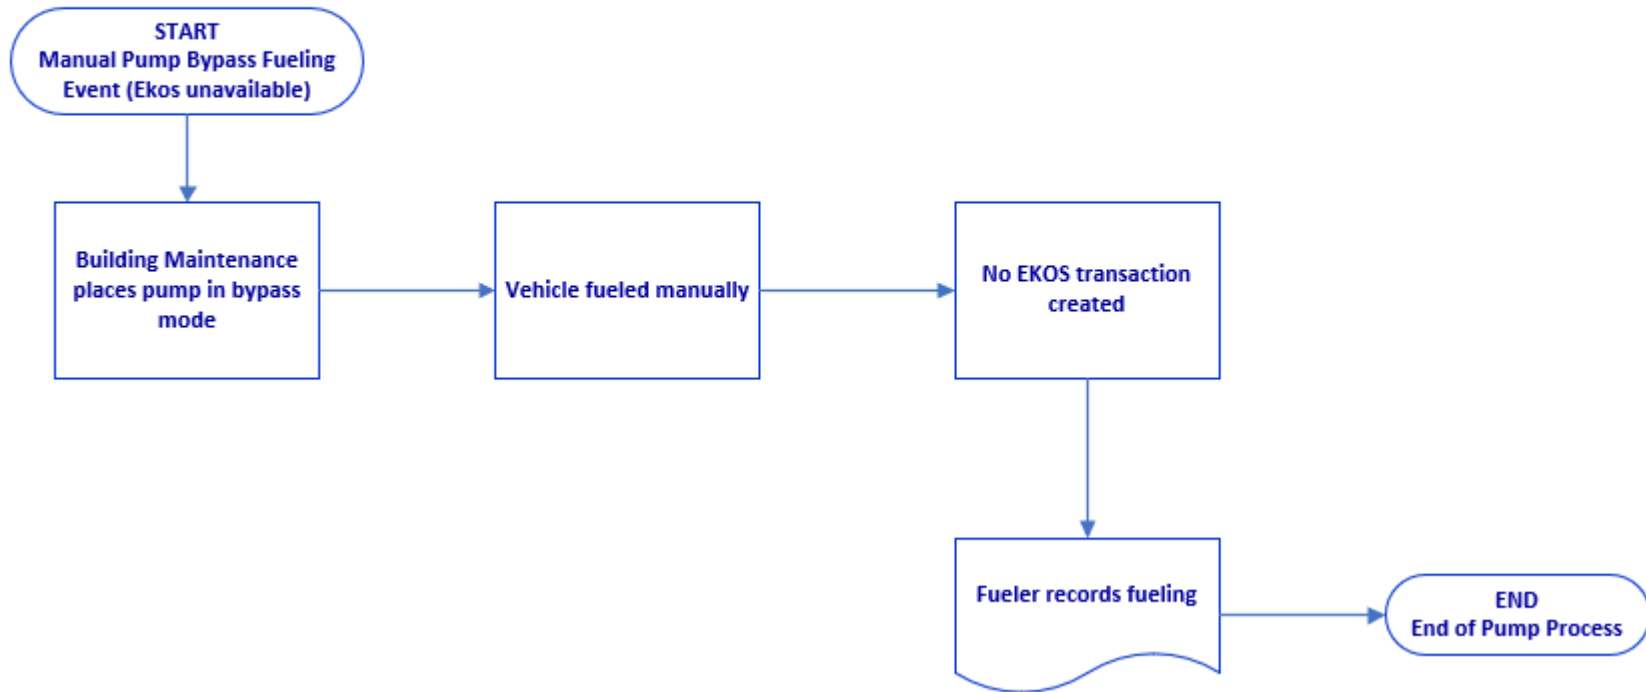 START
Manual Pump Bypass Fueling
Event (Ekos unavailable)
Building Maintenance
places pump in bypass
mode
Vehicle fueled manually
No EKOS transaction
created
Fueler records fueling
END
End of Pump Process